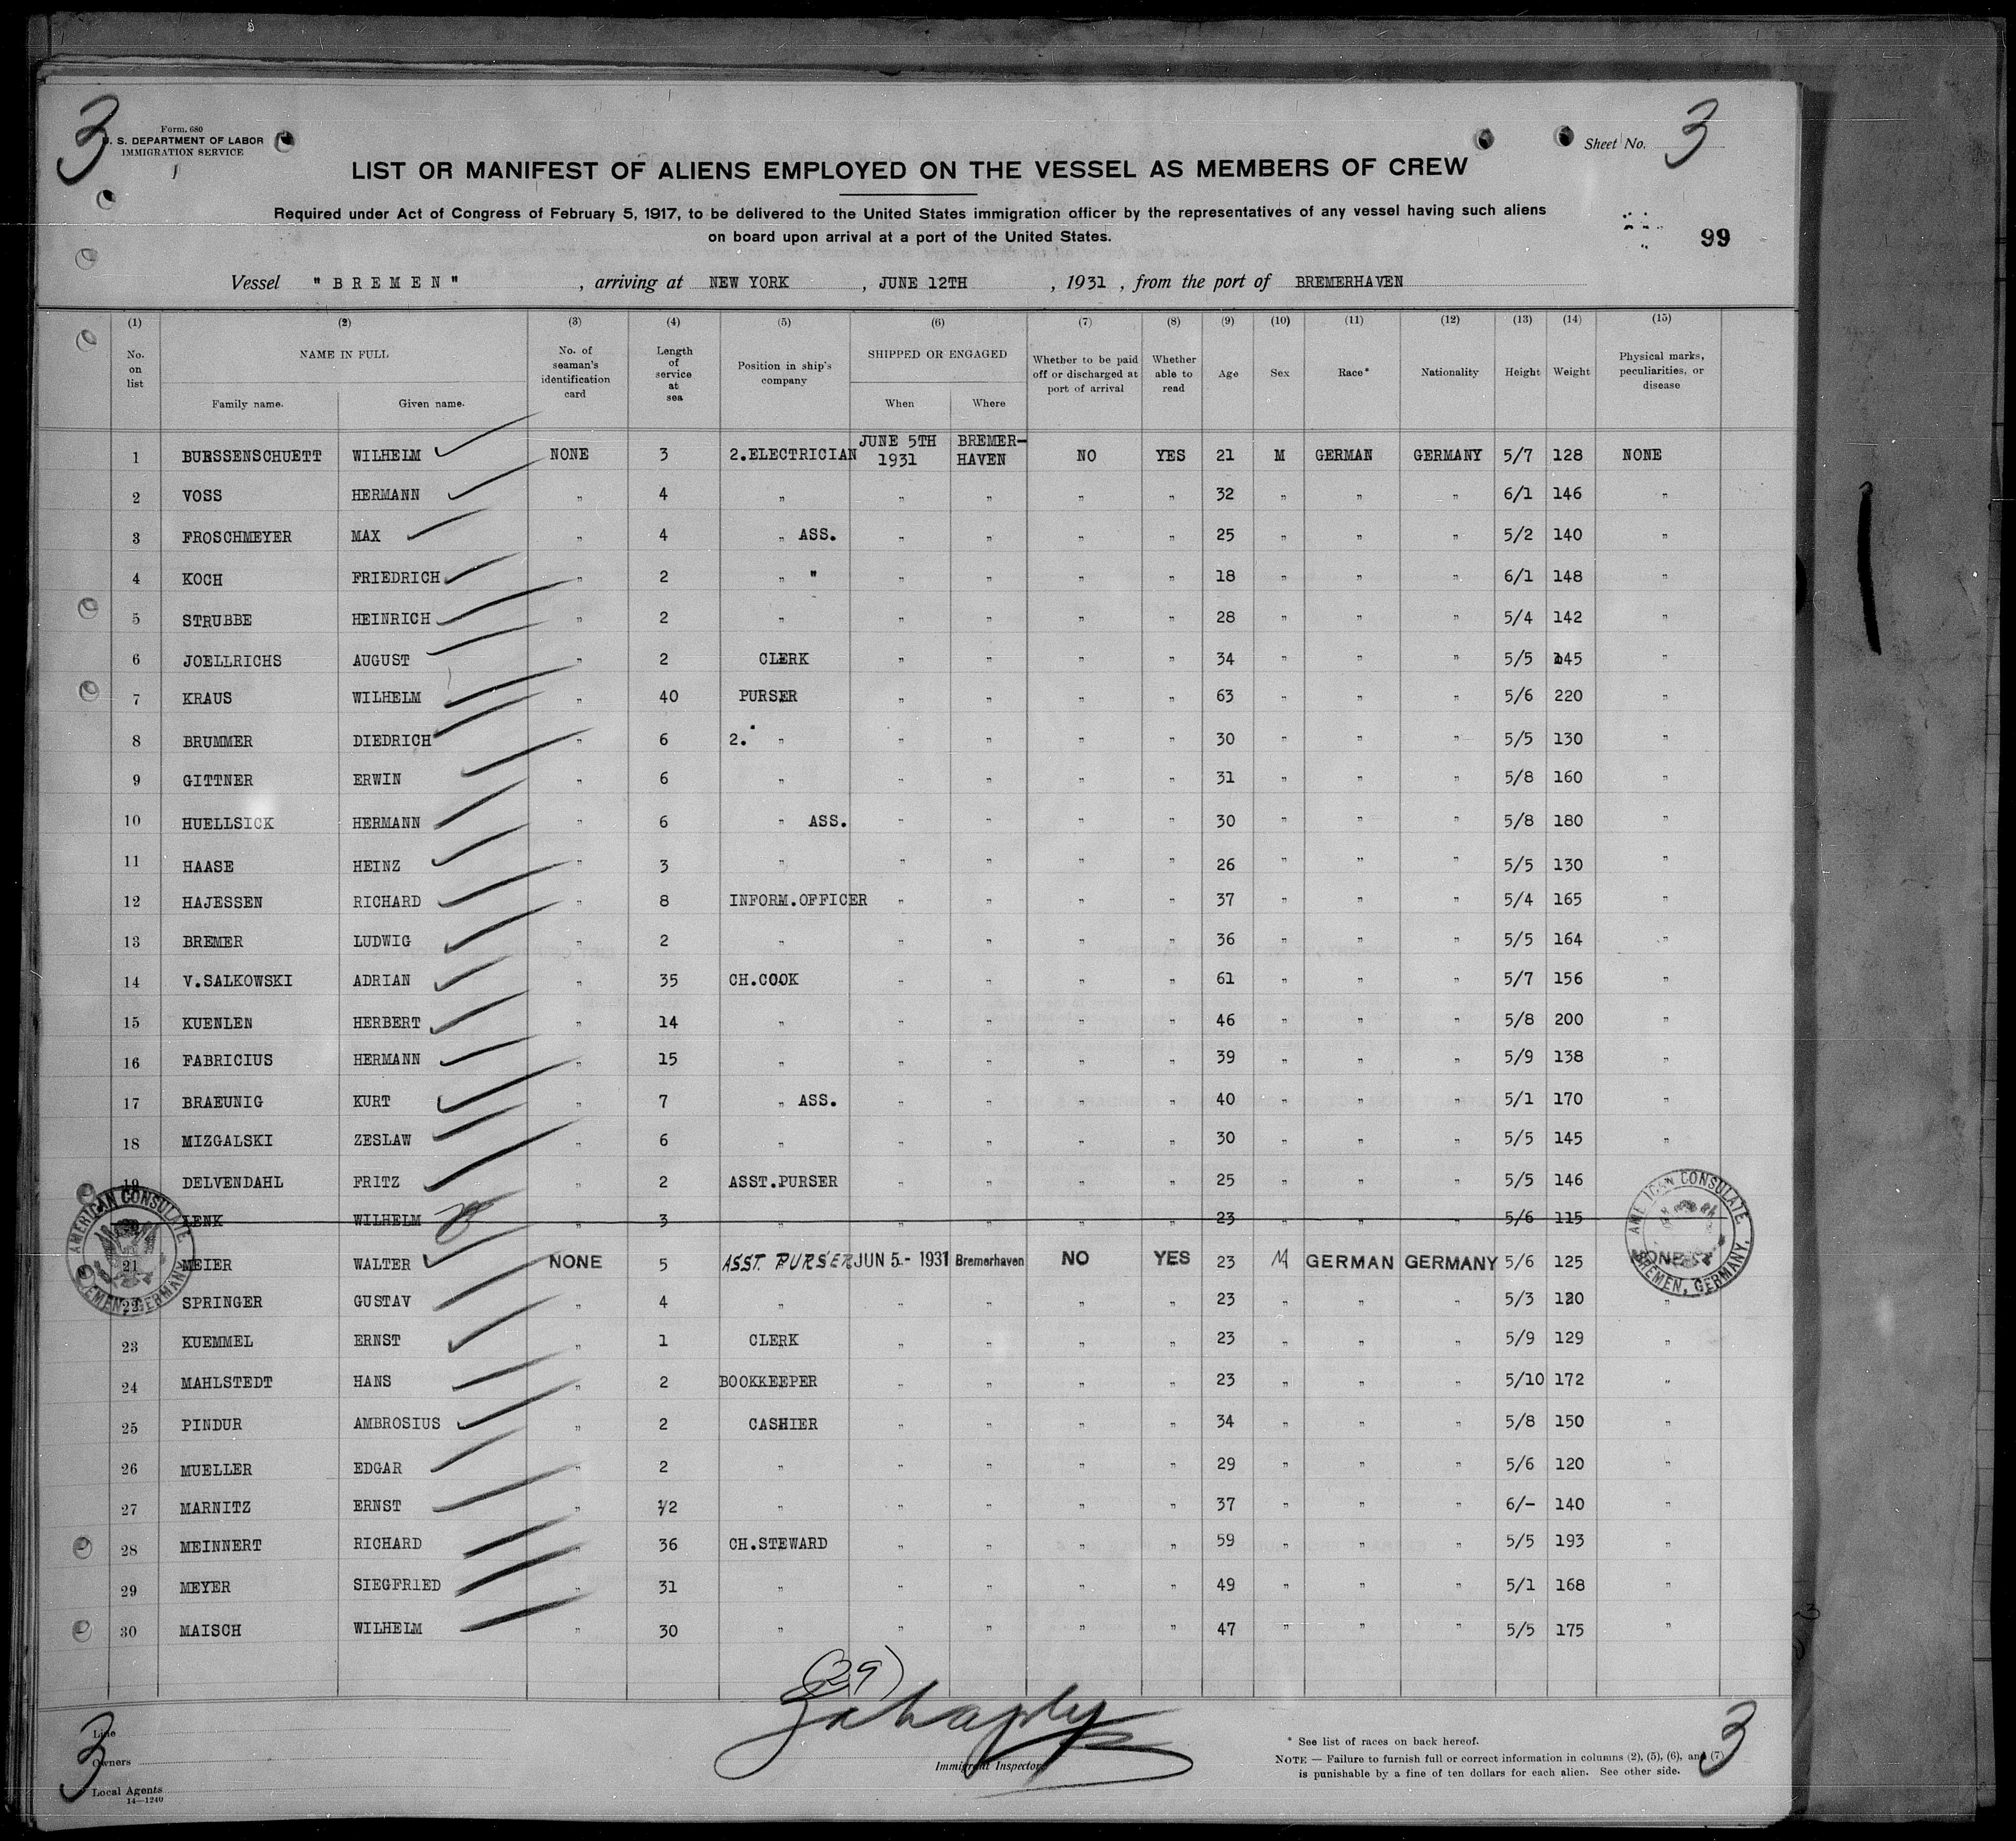 3
Form. 680
U. S. DEPARTMENT OF LABOR
IMMIGRATION SERVICE
Sheet No. 3
LIST OR MANIFEST OF ALIENS EMPLOYED ON THE VESSEL AS MEMBERS OF CREW
Required under Act of Congress of February 5, 1917, to be delivered to the United States immigration officer by the representatives of any vessel having such aliens
on board upon arrival at a port of the United States.
99
Vessel "BREMEN" , arriving at NEW YORK , JUNE 12TH , 1931 , from the port of BREMERHAVEN
(1) (2) (3) (4) (5) (6) (7) (8) (9) (10) (11) (12) (13) (14) (15)
No. on list NAME IN FULL Family name. Given name. No. of seaman's identification card Length of service at sea Position in ship's company SHIPPED OR ENGAGED When Where Whether to be paid off or discharged at port of arrival Whether able to read Age Sex Race* Nationality Height Weight Physical marks, peculiarities, or disease
1 BURSSENSCHUETT WILHELM NONE 3 2.ELECTRICIAN JUNE 5TH 1931 BREMER-HAVEN NO YES 21 M GERMAN GERMANY 5/7 128 NONE
2 VOSS HERMANN " 4 " " " " " 32 " " " 6/1 146 "
3 FROSCHMEYER MAX " 4 " ASS. " " " " 25 " " " 5/2 140 "
4 KOCH FRIEDRICH " 2 " " " " " " 18 " " " 6/1 148 "
5 STRUBBE HEINRICH " 2 " " " " " 28 " " " 5/4 142 "
6 JOELLRICHS AUGUST " 2 CLERK " " " " 34 " " " 5/5 145 "
7 KRAUS WILHELM " 40 PURSER " " " " 63 " " " 5/6 220 "
8 BRUMMER DIEDRICH " 6 2. " " " " " 30 " " " 5/5 130 "
9 GITTNER ERWIN " 6 " " " " " 31 " " " 5/8 160 "
10 HUELLSICK HERMANN " 6 " ASS. " " " " 30 " " " 5/8 180 "
11 HAASE HEINZ " 3 " " " " " 26 " " " 5/5 130 "
12 HAJESSEN RICHARD " 8 INFORM.OFFICER " " " " 37 " " " 5/4 165 "
13 BREMER LUDWIG " 2 " " " " " 36 " " " 5/5 164 "
14 V.SALKOWSKI ADRIAN " 35 CH.COOK " " " " 61 " " " 5/7 156 "
15 KUENLEN HERBERT " 14 " " " " " 46 " " " 5/8 200 "
16 FABRICIUS HERMANN " 15 " " " " " 39 " " " 5/9 138 "
17 BRAEUNIG KURT " 7 " ASS. " " " " 40 " " " 5/1 170 "
18 MIZGALSKI ZESLAW " 6 " " " " " 30 " " " 5/5 145 "
19 DELVENDAHL FRITZ " 2 ASST.PURSER " " " " 25 " " " 5/5 146 "
20 LENK WILHELM 3 " " " " " 23 " " " 5/6 115
21 MEIER WALTER NONE 5 ASST. PURSER JUN 5 - 1931 Bremerhaven NO YES 23 M GERMAN GERMANY 5/6 125 NONE
22 SPRINGER GUSTAV " 4 " " " " " 23 " " " 5/3 120 "
23 KUEMMEL ERNST " 1 CLERK " " " " 23 " " " 5/9 129 "
24 MAHLSTEDT HANS " 2 BOOKKEEPER " " " " 23 " " " 5/10 172 "
25 PINDUR AMBROSIUS " 2 CASHIER " " " " 34 " " " 5/8 150 "
26 MUELLER EDGAR " 2 " " " " " 29 " " " 5/6 120 "
27 MARNITZ ERNST " 1/2 " " " " " 37 " " " 6/- 140 "
28 MEINNERT RICHARD " 36 CH.STEWARD " " " " 59 " " " 5/5 193 "
29 MEYER SIEGFRIED " 31 " " " " " 49 " " " 5/1 168 "
30 MAISCH WILHELM " 30 " " " " " 47 " " " 5/5 175 "
AMERICAN CONSULATE BREMEN, GERMANY
AMERICAN CONSULATE BREMEN, GERMANY.
(29)
Line
Owners
Local Agents
14—1240
3
Immigrant Inspector.
* See list of races on back hereof.
NOTE — Failure to furnish full or correct information in columns (2), (5), (6), and (7)
is punishable by a fine of ten dollars for each alien. See other side.
3